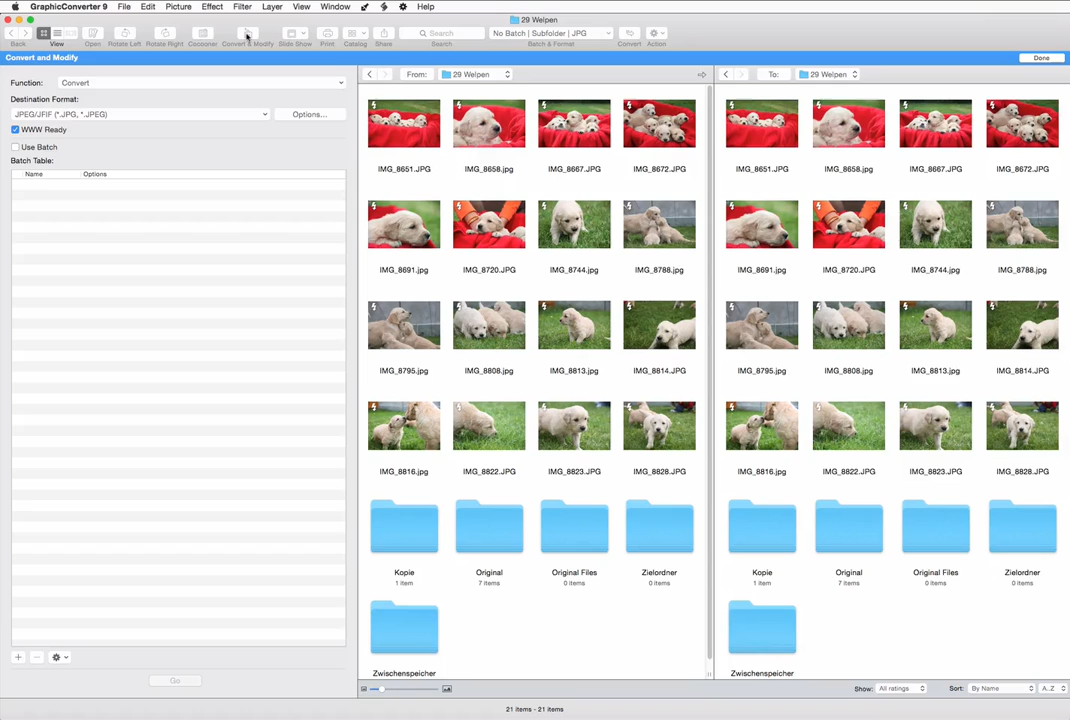 GraphicConverter 9 File Edit Picture Effect Filter Layer View Window Help
29 Welpen
No Batch | Subfolder | JPG
Search
Back View Open Rotate Left Rotate Right Cocooner Convert & Modify Slide Show Print Catalog Share Search Batch & Format Convert Action
Convert and Modify Done
Function: Convert
From: 29 Welpen
To: 29 Welpen
Destination Format:
JPEG/JFIF (*.JPG, *.JPEG) Options...
WWW Ready
Use Batch
Batch Table:
Name Options
IMG_8651.JPG IMG_8658.jpg IMG_8667.JPG IMG_8672.JPG IMG_8651.JPG IMG_8658.jpg IMG_8667.JPG IMG_8672.JPG
IMG_8691.jpg IMG_8720.JPG IMG_8744.jpg IMG_8788.jpg IMG_8691.jpg IMG_8720.JPG IMG_8744.jpg IMG_8788.jpg
IMG_8795.jpg IMG_8808.jpg IMG_8813.jpg IMG_8814.JPG IMG_8795.jpg IMG_8808.jpg IMG_8813.jpg IMG_8814.JPG
IMG_8816.jpg IMG_8822.JPG IMG_8823.JPG IMG_8828.JPG IMG_8816.jpg IMG_8822.JPG IMG_8823.JPG IMG_8828.JPG
Kopie Original Original Files Zielordner Kopie Original Original Files Zielordner
1 item 7 items 0 items 0 items 1 item 7 items 0 items 0 items
Zwischenspeicher Zwischenspeicher
Go
Show: All ratings Sort: By Name A..Z
21 items - 21 items